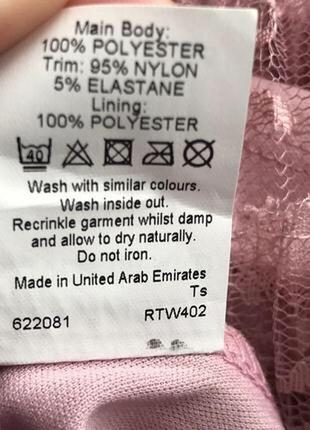 Main Body:
100% POLYESTER
Trim: 95% NYLON
5% ELASTANE
Lining:
100% POLYESTER
40
Wash with similar colours.
Wash inside out.
Recrinkle garment whilst damp
and allow to dry naturally.
Do not iron.
Made in United Arab Emirates
Ts
622081 RTW402